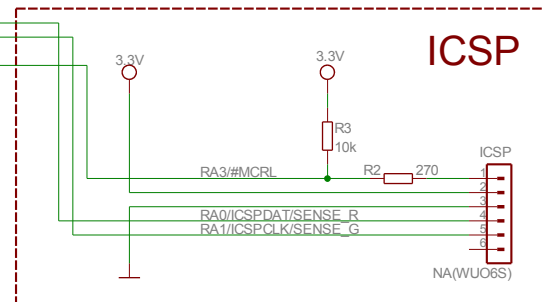 ICSP
3.3V
3.3V
R3
10k
ICSP
RA3/#MCRL
R2
270
1
2
3
RA0/ICSPDAT/SENSE_R
4
RA1/ICSPCLK/SENSE_G
5
6
NA(WUO6S)